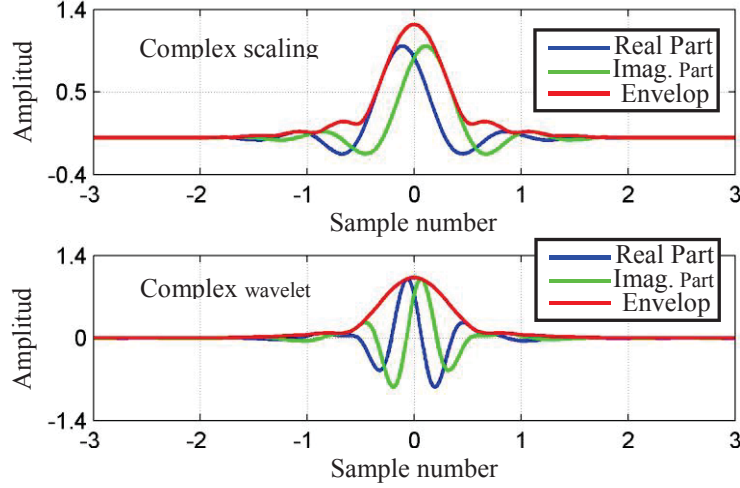 1.4
Complex scaling
Real Part
Imag. Part
Envelop
Amplitud
0.5
-0.4
-3 -2 -1 0 1 2 3
Sample number
1.4
Complex wavelet
Real Part
Imag. Part
Envelop
Amplitud
0
-1.4
-3 -2 -1 0 1 2 3
Sample number